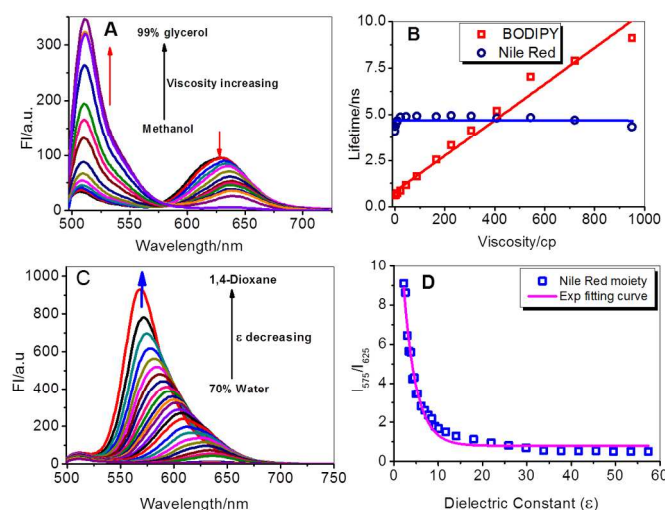 A
99% glycerol
Viscosity increasing
Methanol
FI/a.u.
300
200
100
0
500 550 600 650 700
Wavelength/nm
B
BODIPY
Nile Red
Lifetime/ns
10.0
7.5
5.0
2.5
0.0
0 200 400 600 800 1000
Viscosity/cp
C
1,4-Dioxane
ε decreasing
70% Water
FI/a.u
1000
800
600
400
200
0
500 550 600 650 700 750
Wavelength/nm
D
Nile Red moiety
Exp fitting curve
I575/I625
10
8
6
4
2
0
0 10 20 30 40 50 60
Dielectric Constant (ε)